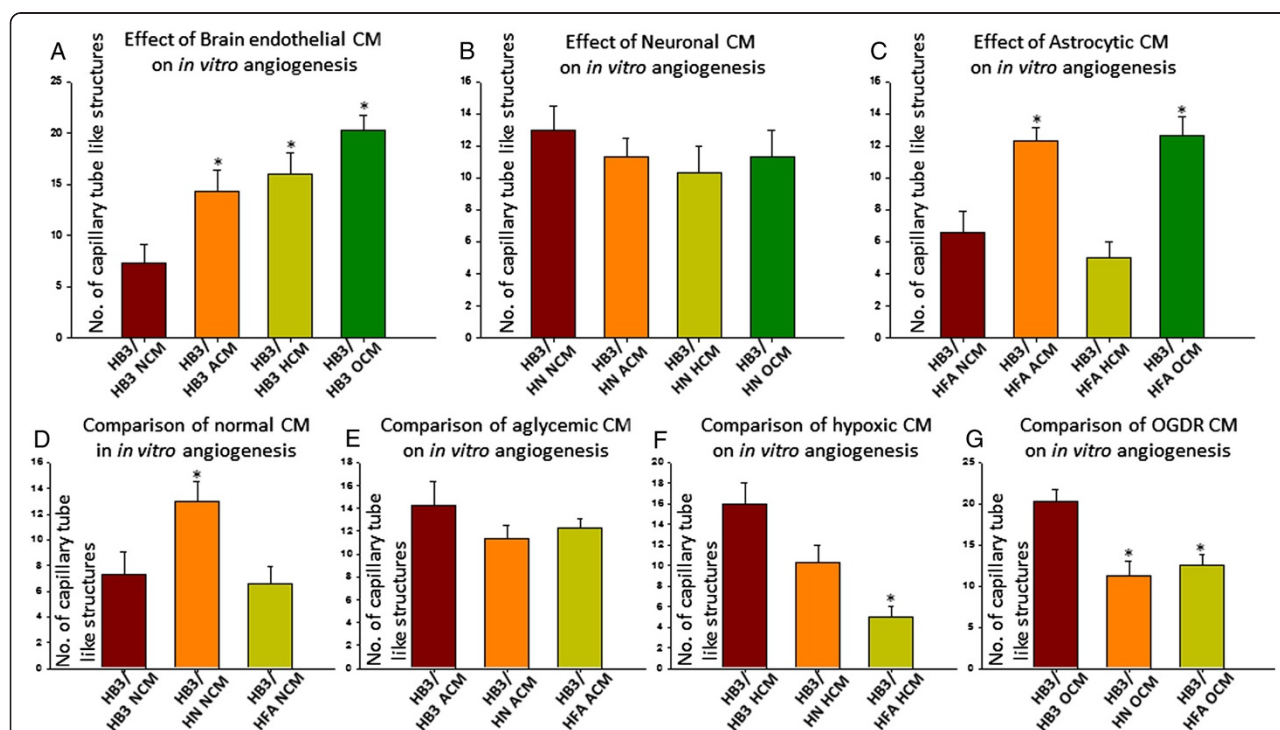 A
Effect of Brain endothelial CM
on in vitro angiogenesis
No. of capillary tube like structures
25
20
15
10
5
0
*
*
*
HB3/
HB3 NCM
HB3/
HB3 ACM
HB3/
HB3 HCM
HB3/
HB3 OCM
B
Effect of Neuronal CM
on in vitro angiogenesis
No. of capillary tube like structures
16
14
12
10
8
6
4
2
0
HB3/
HN NCM
HB3/
HN ACM
HB3/
HN HCM
HB3/
HN OCM
C
Effect of Astrocytic CM
on in vitro angiogenesis
No. of capillary tube like structures
16
14
12
10
8
6
4
2
0
*
*
HB3/
HFA NCM
HB3/
HFA ACM
HB3/
HFA HCM
HB3/
HFA OCM
D
Comparison of normal CM
in in vitro angiogenesis
No. of capillary tube
like structures
16
14
12
10
8
6
4
2
0
*
HB3/
HB3 NCM
HB3/
HN NCM
HB3/
HFA NCM
E
Comparison of aglycemic CM
on in vitro angiogenesis
No. of capillary tube
like structures
18
16
14
12
10
8
6
4
2
0
HB3/
HB3 ACM
HB3/
HN ACM
HB3/
HFA ACM
F
Comparison of hypoxic CM
on in vitro angiogenesis
No. of capillary tube
like structures
20
18
16
14
12
10
8
6
4
2
0
*
HB3/
HB3 HCM
HB3/
HN HCM
HB3/
HFA HCM
G
Comparison of OGDR CM
on in vitro angiogenesis
No. of capillary tube
like structures
25
20
15
10
5
0
*
*
HB3/
HB3 OCM
HB3/
HN OCM
HB3/
HFA OCM